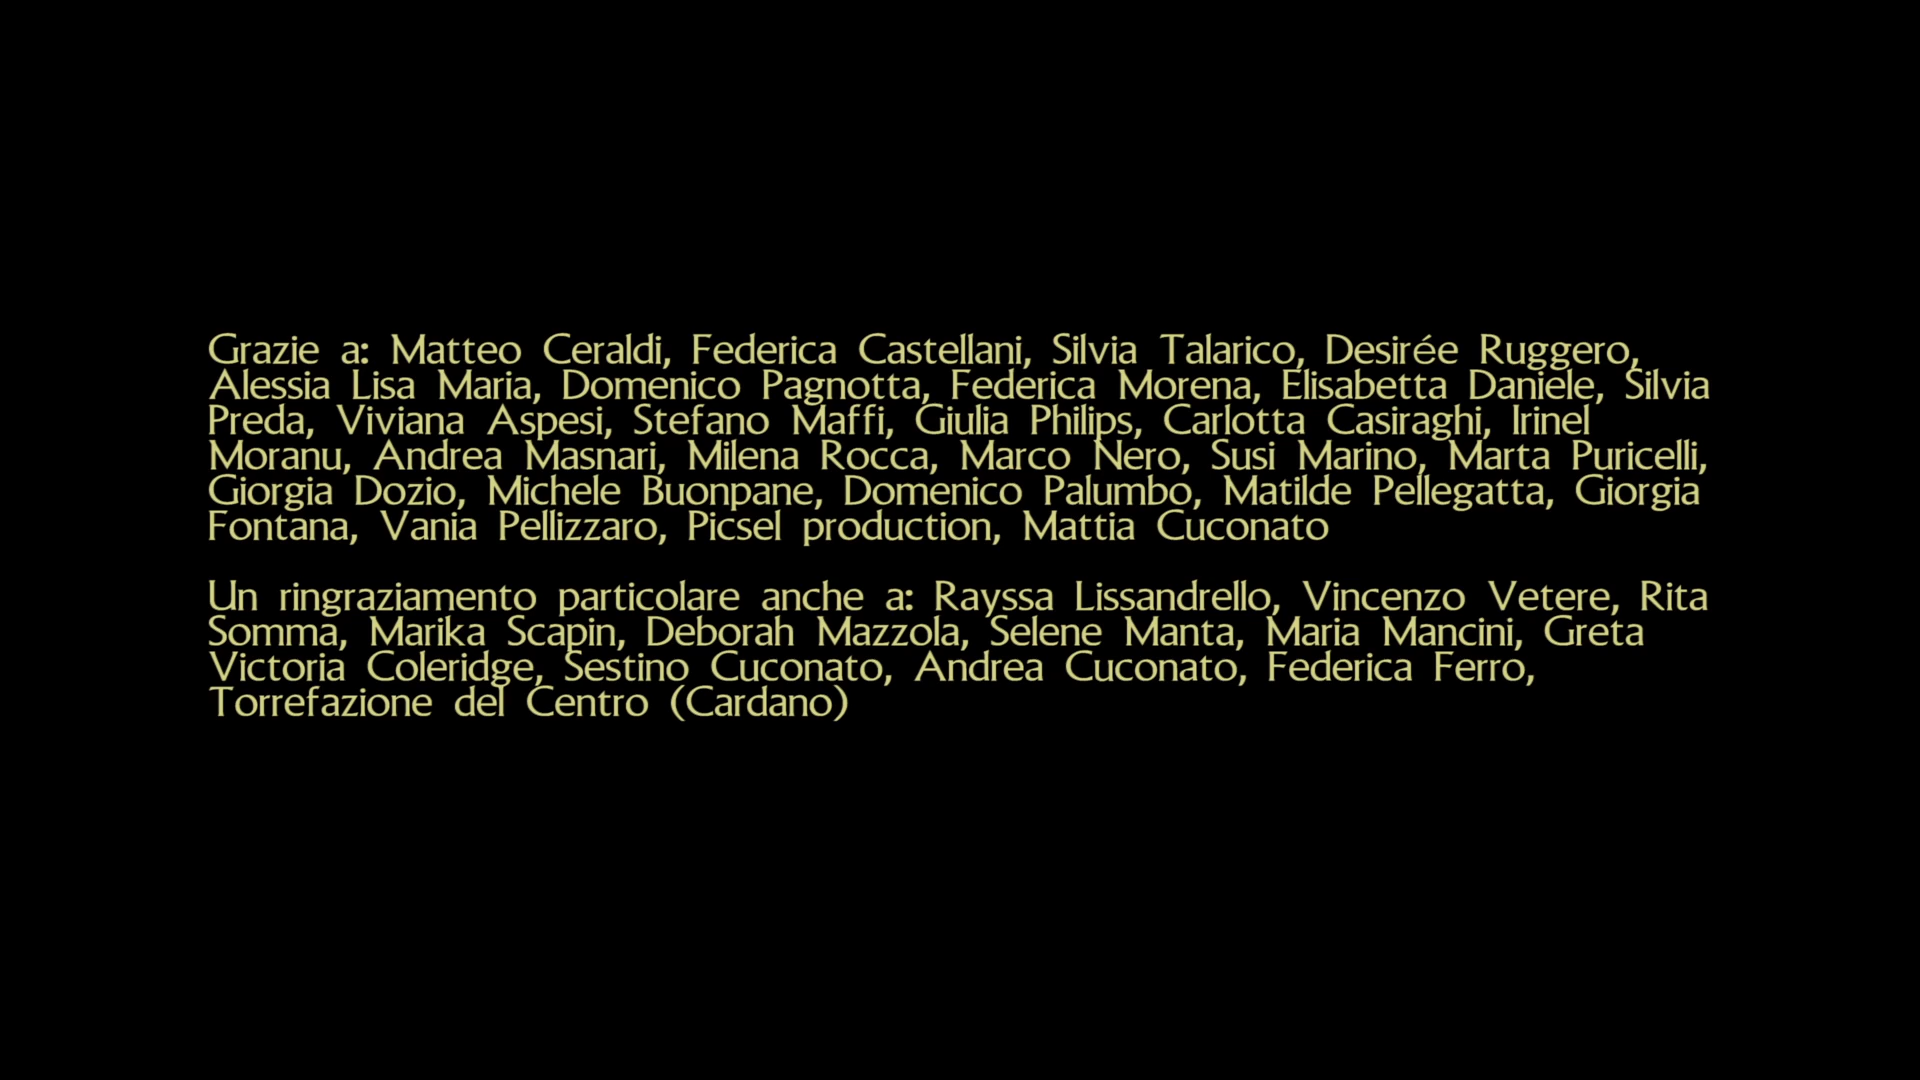 Grazie a: Matteo Ceraldi, Federica Castellani, Silvia Talarico, Desirée Ruggero,
Alessia Lisa Maria, Domenico Pagnotta, Federica Morena, Elisabetta Daniele, Silvia
Preda, Viviana Aspesi, Stefano Maffi, Giulia Philips, Carlotta Casiraghi, Irinel
Moranu, Andrea Masnari, Milena Rocca, Marco Nero, Susi Marino, Marta Puricelli,
Giorgia Dozio, Michele Buonpane, Domenico Palumbo, Matilde Pellegatta, Giorgia
Fontana, Vania Pellizzaro, Picsel production, Mattia Cuconato
Un ringraziamento particolare anche a: Rayssa Lissandrello, Vincenzo Vetere, Rita
Somma, Marika Scapin, Deborah Mazzola, Selene Manta, Maria Mancini, Greta
Victoria Coleridge, Sestino Cuconato, Andrea Cuconato, Federica Ferro,
Torrefazione del Centro (Cardano)